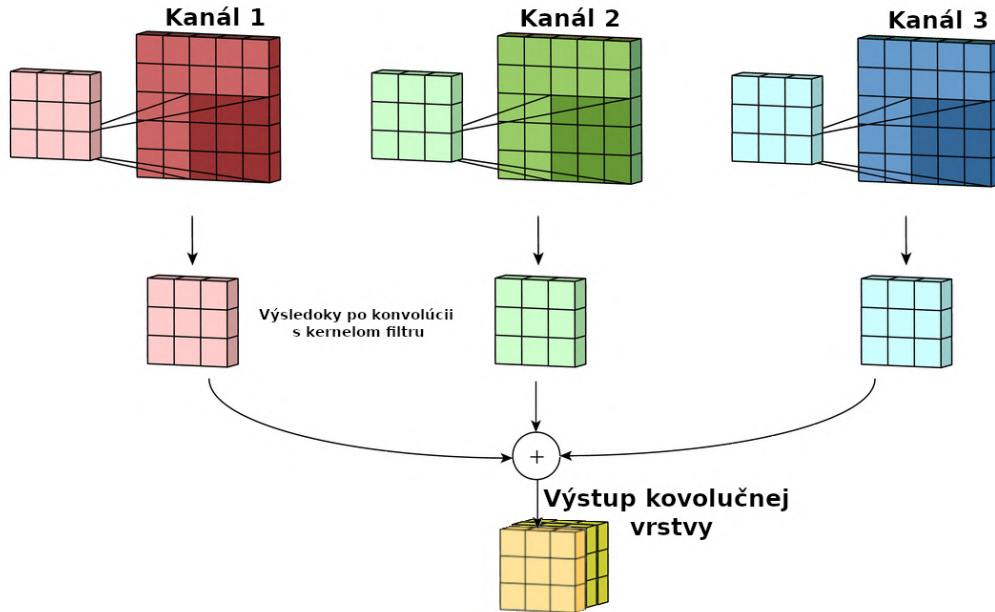 Kanál 1
Kanál 2
Kanál 3
Výsledoky po konvolúcii
s kernelom filtru
+
Výstup kovolučnej
vrstvy